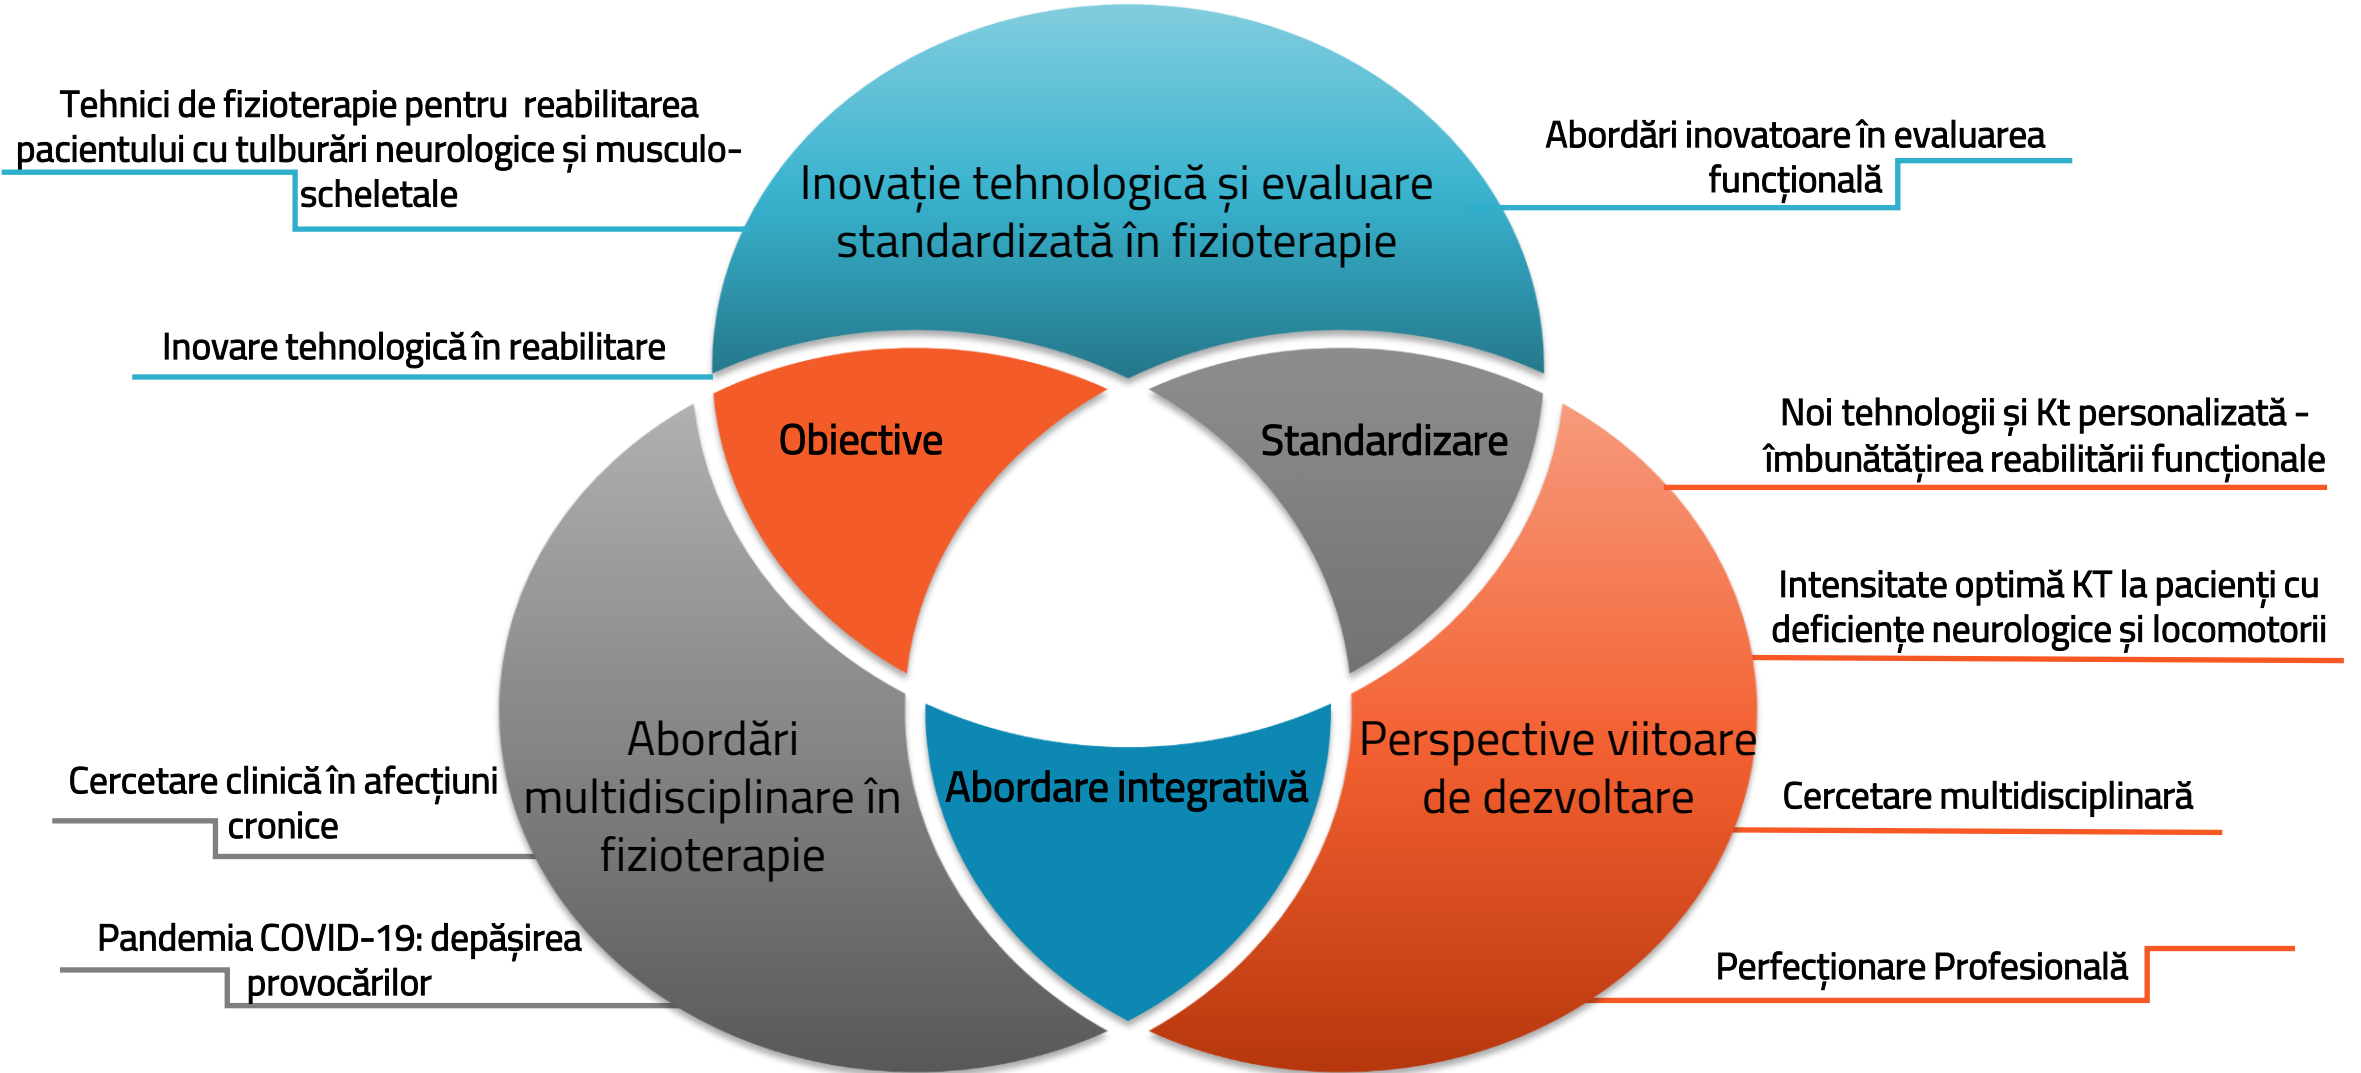 Tehnici de fizioterapie pentru reabilitarea
pacientului cu tulburări neurologice și musculo-
scheletale
Abordări inovatoare în evaluarea
funcțională
Inovație tehnologică și evaluare
standardizată în fizioterapie
Inovare tehnologică în reabilitare
Obiective
Standardizare
Noi tehnologii și Kt personalizată -
îmbunătățirea reabilitării funcționale
Intensitate optimă KT la pacienți cu
deficiențe neurologice și locomotorii
Abordări
multidisciplinare în
fizioterapie
Abordare integrativă
Perspective viitoare
de dezvoltare
Cercetare clinică în afecțiuni
cronice
Cercetare multidisciplinară
Pandemia COVID-19: depășirea
provocărilor
Perfecționare Profesională